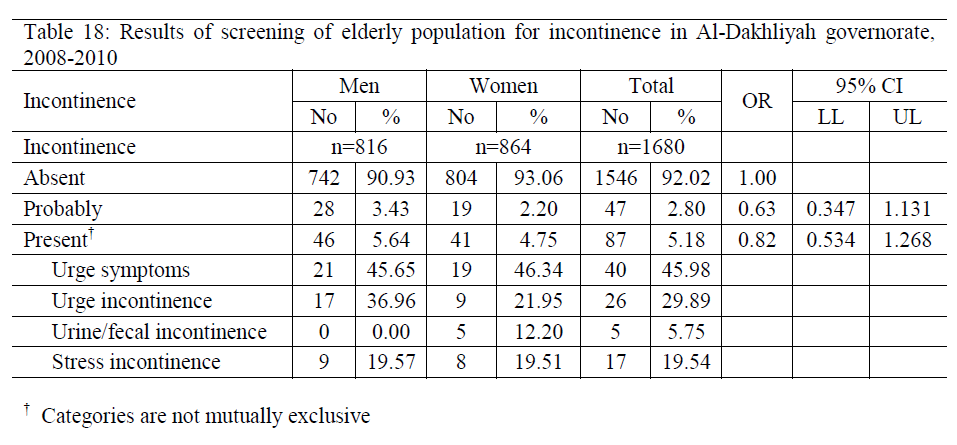 Table 18: Results of screening of elderly population for incontinence in Al-Dakhliyah governorate,
2008-2010
Incontinence Men Women Total OR 95% CI
No % No % No % LL UL
Incontinence n=816 n=864 n=1680
Absent 742 90.93 804 93.06 1546 92.02 1.00
Probably 28 3.43 19 2.20 47 2.80 0.63 0.347 1.131
Present† 46 5.64 41 4.75 87 5.18 0.82 0.534 1.268
Urge symptoms 21 45.65 19 46.34 40 45.98
Urge incontinence 17 36.96 9 21.95 26 29.89
Urine/fecal incontinence 0 0.00 5 12.20 5 5.75
Stress incontinence 9 19.57 8 19.51 17 19.54
† Categories are not mutually exclusive